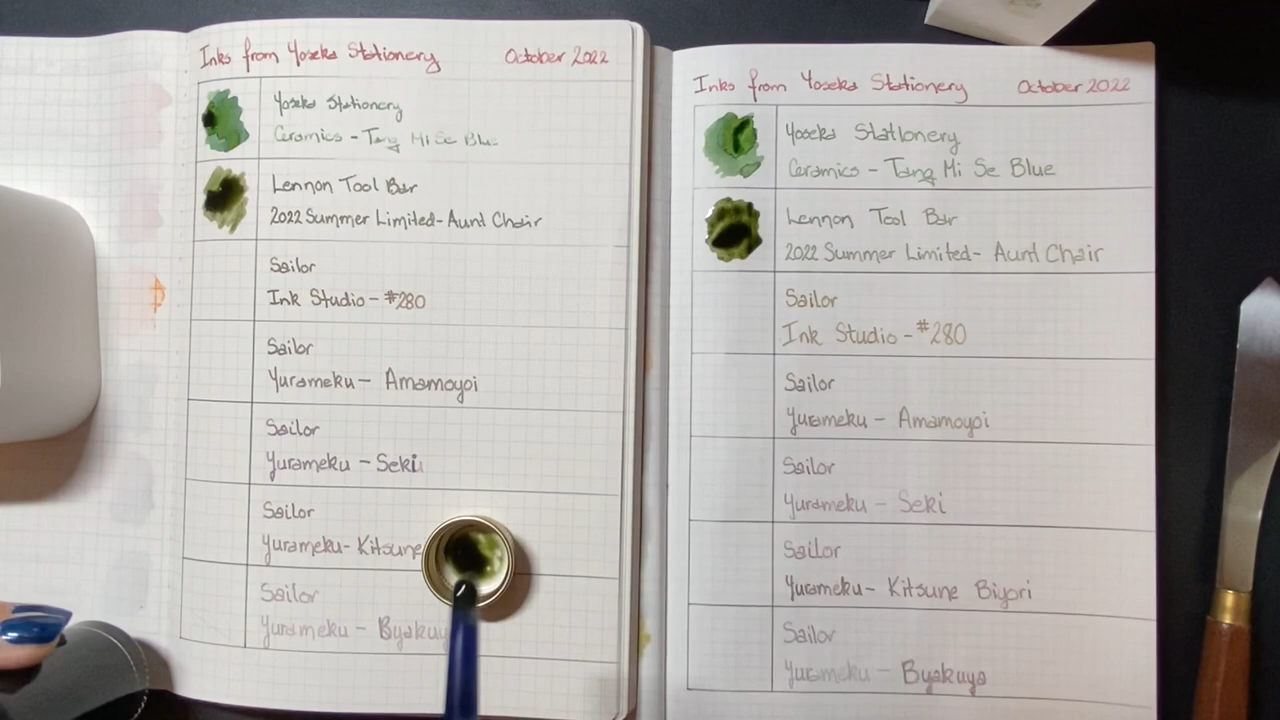 Inks from Yoseka Stationery October 2022
Yoseka Stationery
Ceramics - Tang Mi Se Blue
Lennon Tool Bar
2022 Summer Limited- Aunt Chair
Sailor
Ink Studio - #280
Sailor
Yurameku - Amamoyoi
Sailor
Yurameku - Seki
Sailor
Yurameku- Kitsune
Sailor
Yurameku - Byakuy
Inks from Yoseka Stationery October 2022
Yoseka Stationery
Ceramics - Tang Mi Se Blue
Lennon Tool Bar
2022 Summer Limited- Aunt Chair
Sailor
Ink Studio - #280
Sailor
Yurameku - Amamoyoi
Sailor
Yurameku - Seki
Sailor
Yurameku- Kitsune Biyori
Sailor
Yurameku - Byakuya